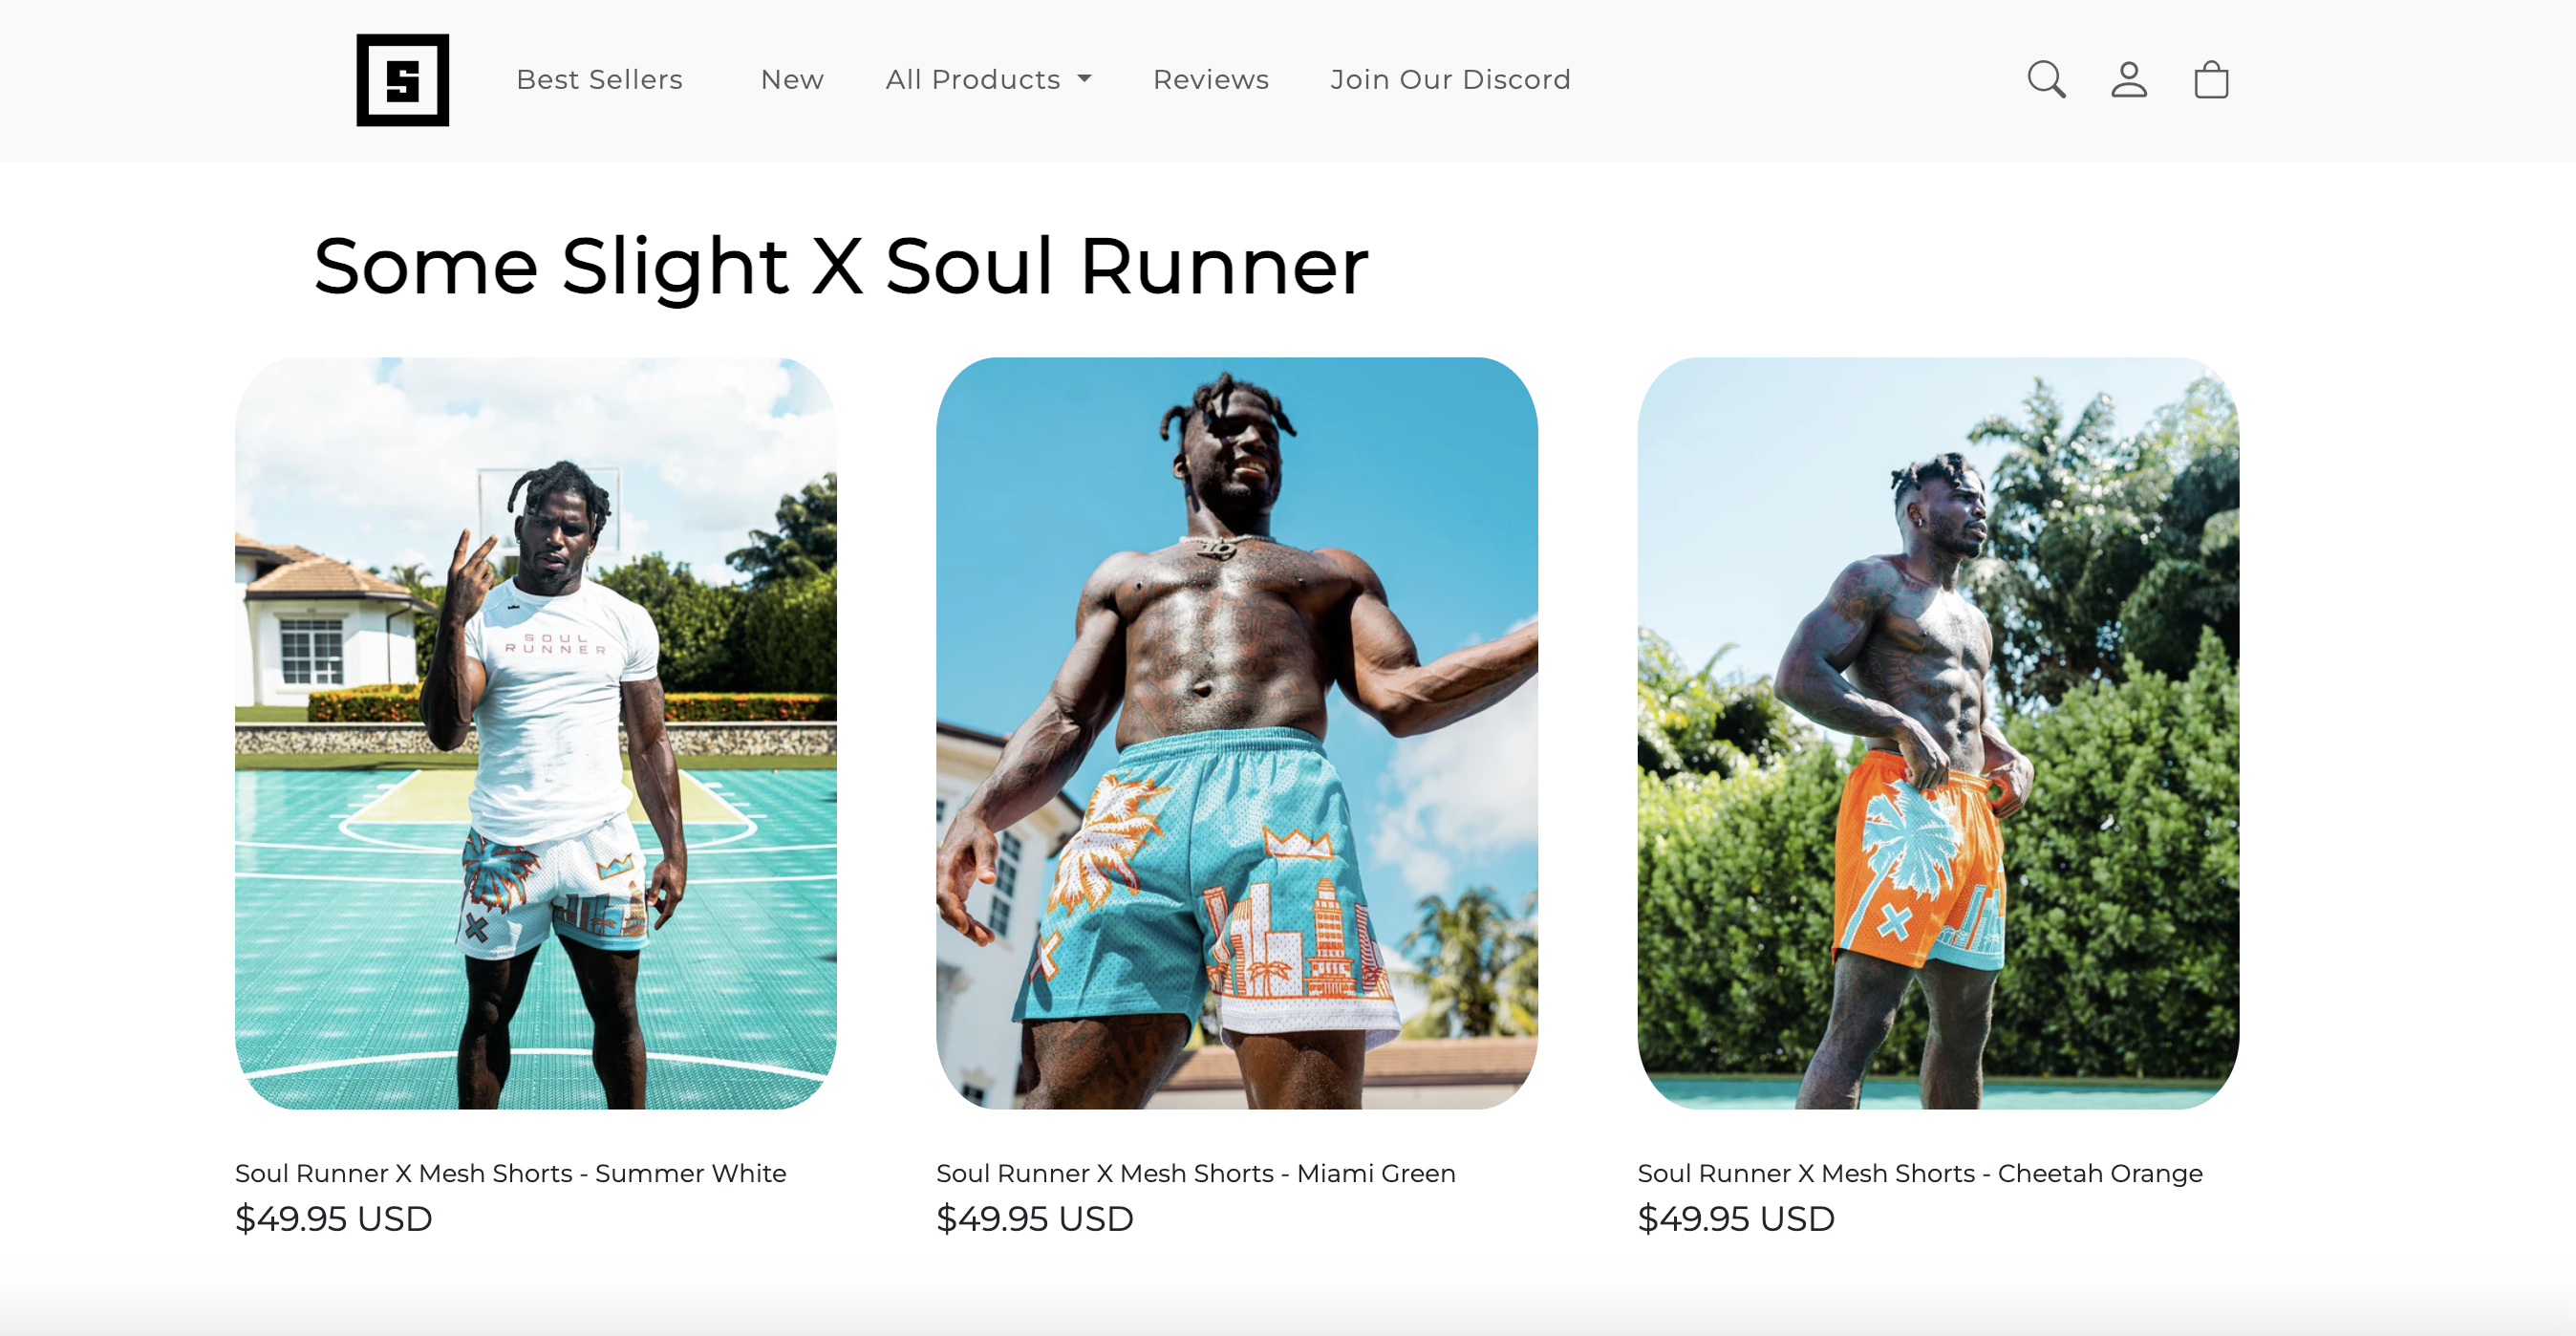 S
Best Sellers
New
All Products
Reviews
Join Our Discord
Some Slight X Soul Runner
SOUL
RUNNER
10
Soul Runner X Mesh Shorts - Summer White
$49.95 USD
Soul Runner X Mesh Shorts - Miami Green
$49.95 USD
Soul Runner X Mesh Shorts - Cheetah Orange
$49.95 USD